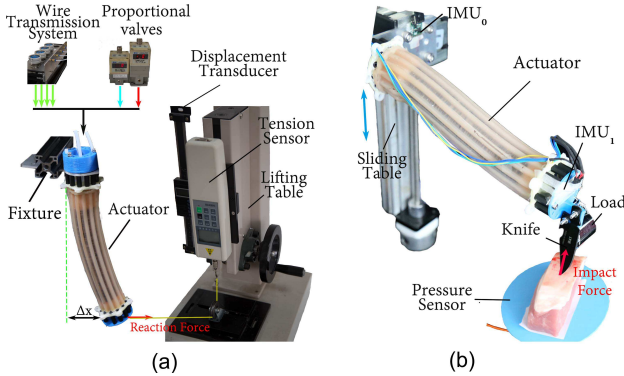 Wire
Transmission
System
Proportional
valves
Displacement
Transducer
Tension
Sensor
Lifting
Table
Fixture
Actuator
Δx
Reaction Force
(a)
IMU₀
Actuator
IMU₁
Sliding
Table
Load
Knife
Impact
Force
Pressure
Sensor
(b)